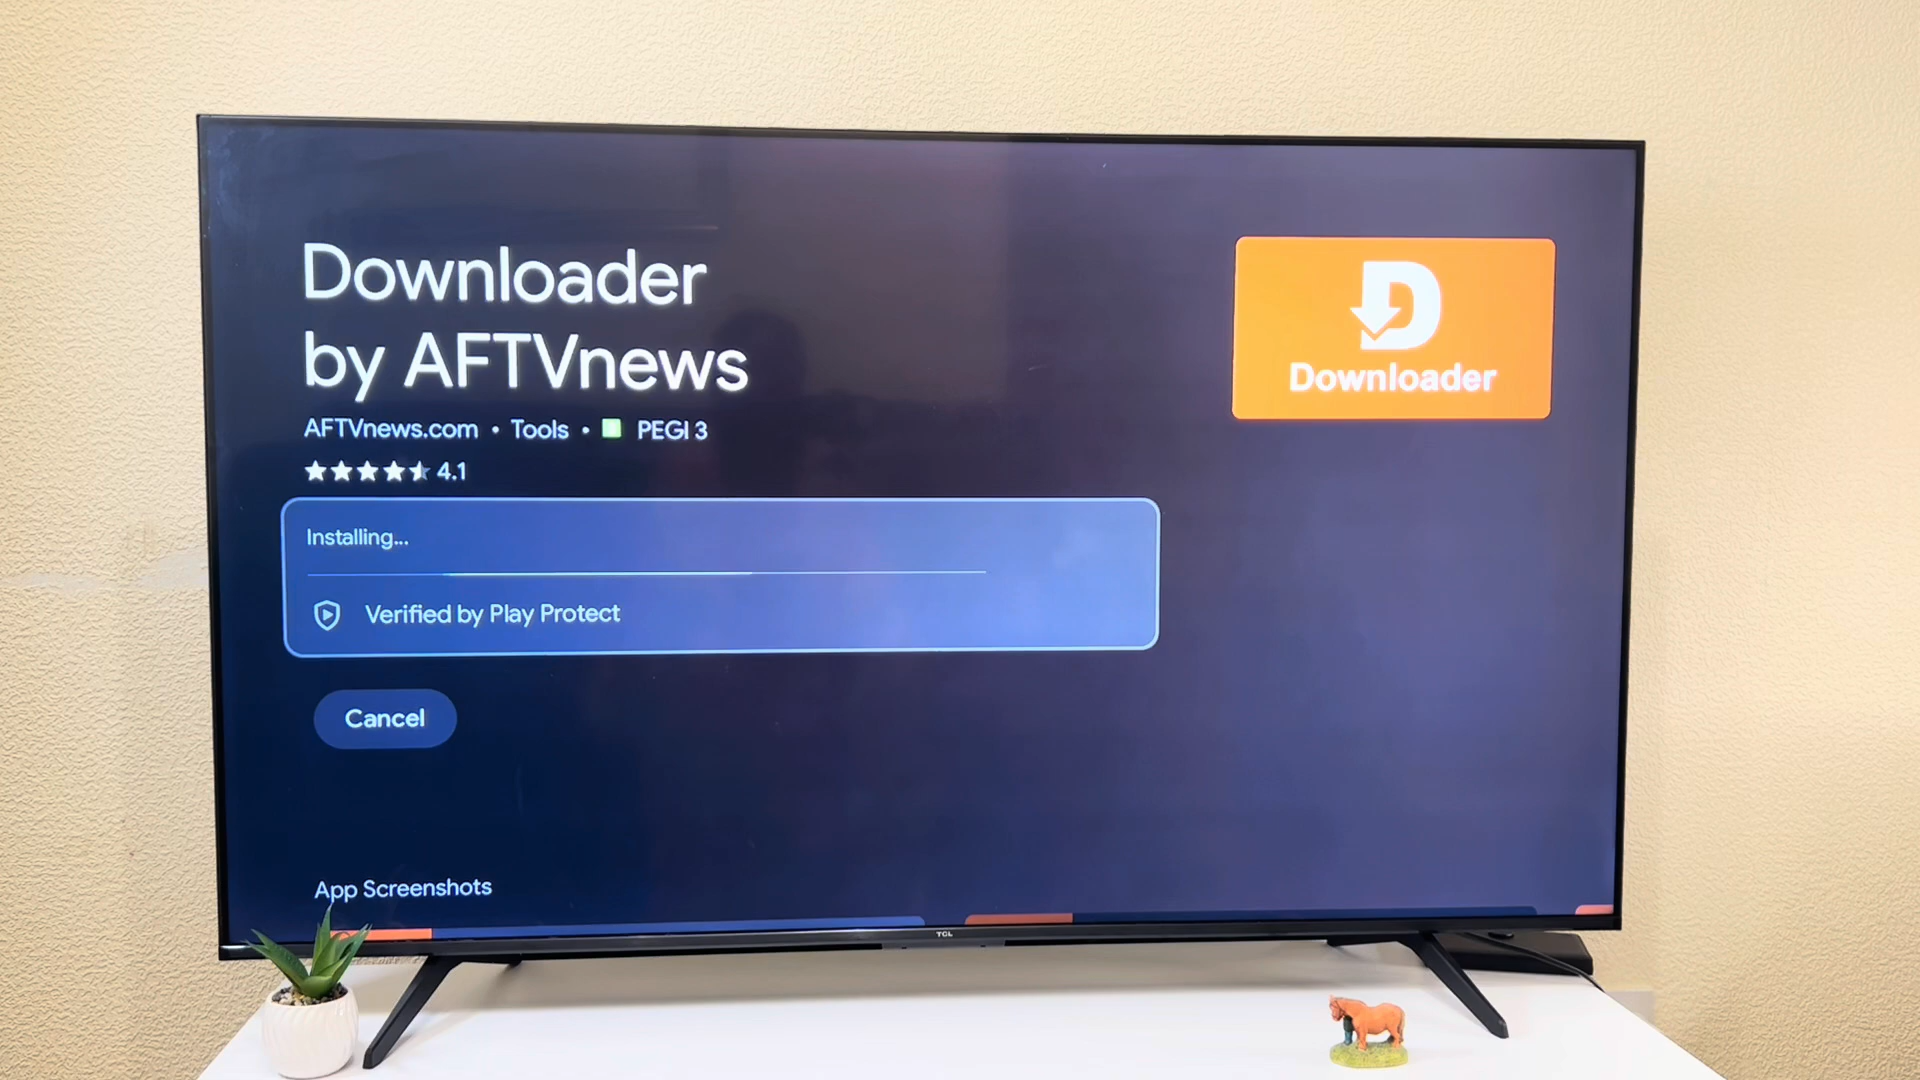 Downloader
by AFTVnews
AFTVnews.com • Tools • PEGI 3
4.1
Installing...
Verified by Play Protect
Cancel
App Screenshots
Downloader
TCL